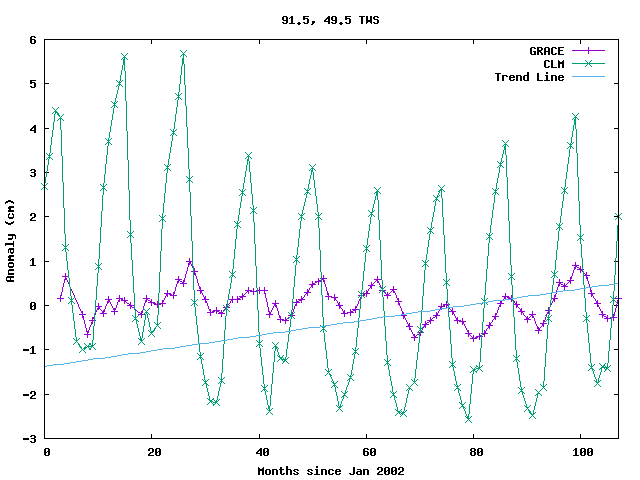 91.5, 49.5 TWS
GRACE
CLM
Trend Line
6
5
4
3
2
1
0
-1
-2
-3
Anomaly (cm)
0 20 40 60 80 100
Months since Jan 2002